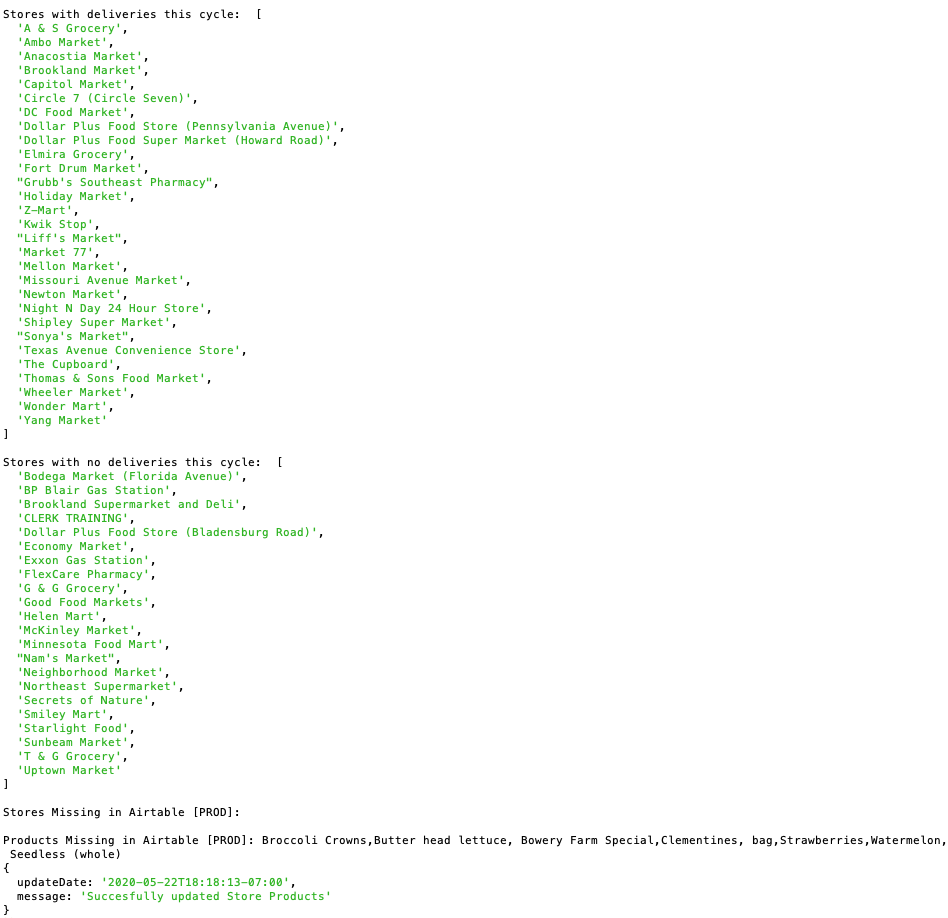 Stores with deliveries this cycle:  [
  'A & S Grocery',
  'Ambo Market',
  'Anacostia Market',
  'Brookland Market',
  'Capitol Market',
  'Circle 7 (Circle Seven)',
  'DC Food Market',
  'Dollar Plus Food Store (Pennsylvania Avenue)',
  'Dollar Plus Food Super Market (Howard Road)',
  'Elmira Grocery',
  'Fort Drum Market',
  "Grubb's Southeast Pharmacy",
  'Holiday Market',
  'Z-Mart',
  'Kwik Stop',
  "Liff's Market",
  'Market 77',
  'Mellon Market',
  'Missouri Avenue Market',
  'Newton Market',
  'Night N Day 24 Hour Store',
  'Shipley Super Market',
  "Sonya's Market",
  'Texas Avenue Convenience Store',
  'The Cupboard',
  'Thomas & Sons Food Market',
  'Wheeler Market',
  'Wonder Mart',
  'Yang Market'
]
Stores with no deliveries this cycle:  [
  'Bodega Market (Florida Avenue)',
  'BP Blair Gas Station',
  'Brookland Supermarket and Deli',
  'CLERK TRAINING',
  'Dollar Plus Food Store (Bladensburg Road)',
  'Economy Market',
  'Exxon Gas Station',
  'FlexCare Pharmacy',
  'G & G Grocery',
  'Good Food Markets',
  'Helen Mart',
  'McKinley Market',
  'Minnesota Food Mart',
  "Nam's Market",
  'Neighborhood Market',
  'Northeast Supermarket',
  'Secrets of Nature',
  'Smiley Mart',
  'Starlight Food',
  'Sunbeam Market',
  'T & G Grocery',
  'Uptown Market'
]
Stores Missing in Airtable [PROD]:
Products Missing in Airtable [PROD]: Broccoli Crowns,Butter head lettuce, Bowery Farm Special,Clementines, bag,Strawberries,Watermelon,
 Seedless (whole)
{
  updateDate: '2020-05-22T18:18:13-07:00',
  message: 'Succesfully updated Store Products'
}